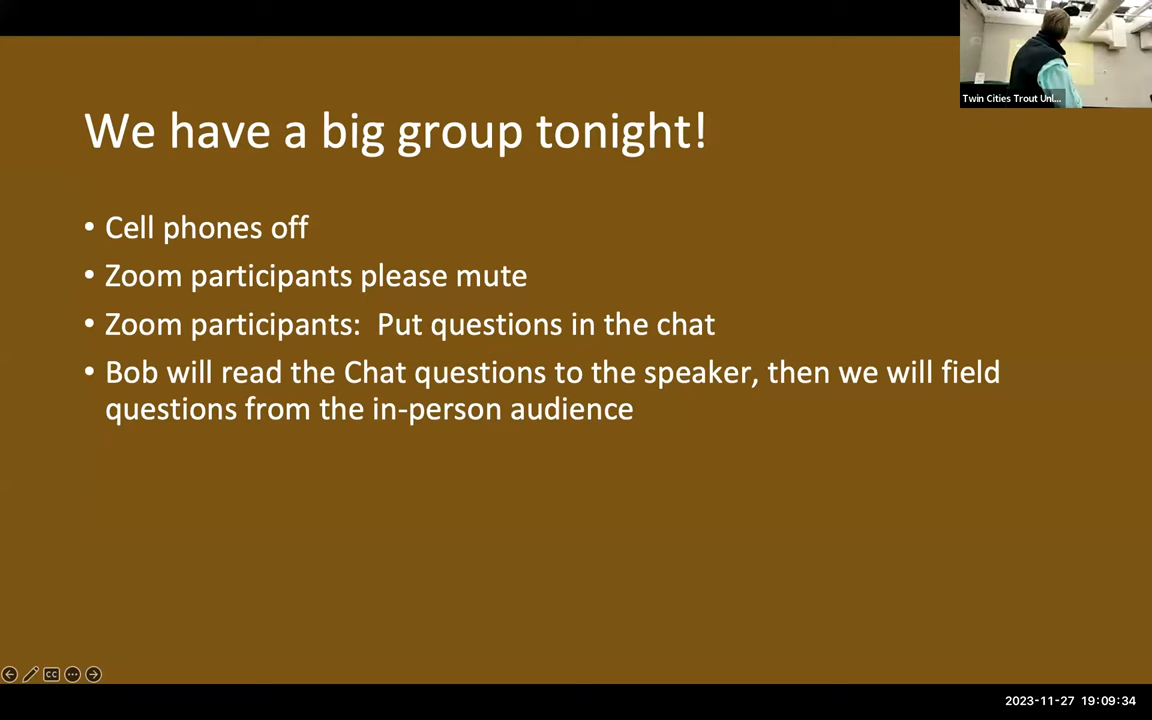 Twin Cities Trout Unl...
We have a big group tonight!
• Cell phones off
• Zoom participants please mute
• Zoom participants:  Put questions in the chat
• Bob will read the Chat questions to the speaker, then we will field
questions from the in-person audience
CC
2023-11-27 19:09:34